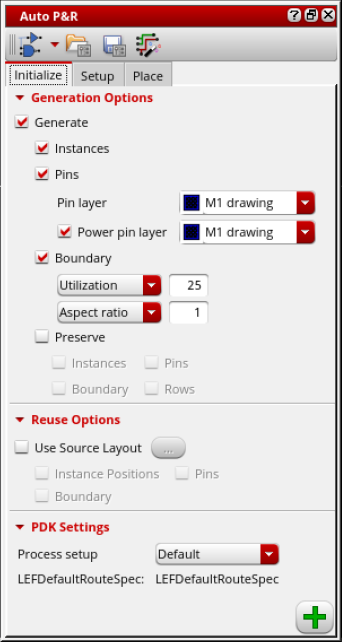 Auto P&R
Initialize Setup Place
Generation Options
Generate
Instances
Pins
Pin layer M1 drawing
Power pin layer M1 drawing
Boundary
Utilization 25
Aspect ratio 1
Preserve
Instances Pins
Boundary Rows
Reuse Options
Use Source Layout ...
Instance Positions Pins
Boundary
PDK Settings
Process setup Default
LEFDefaultRouteSpec: LEFDefaultRouteSpec